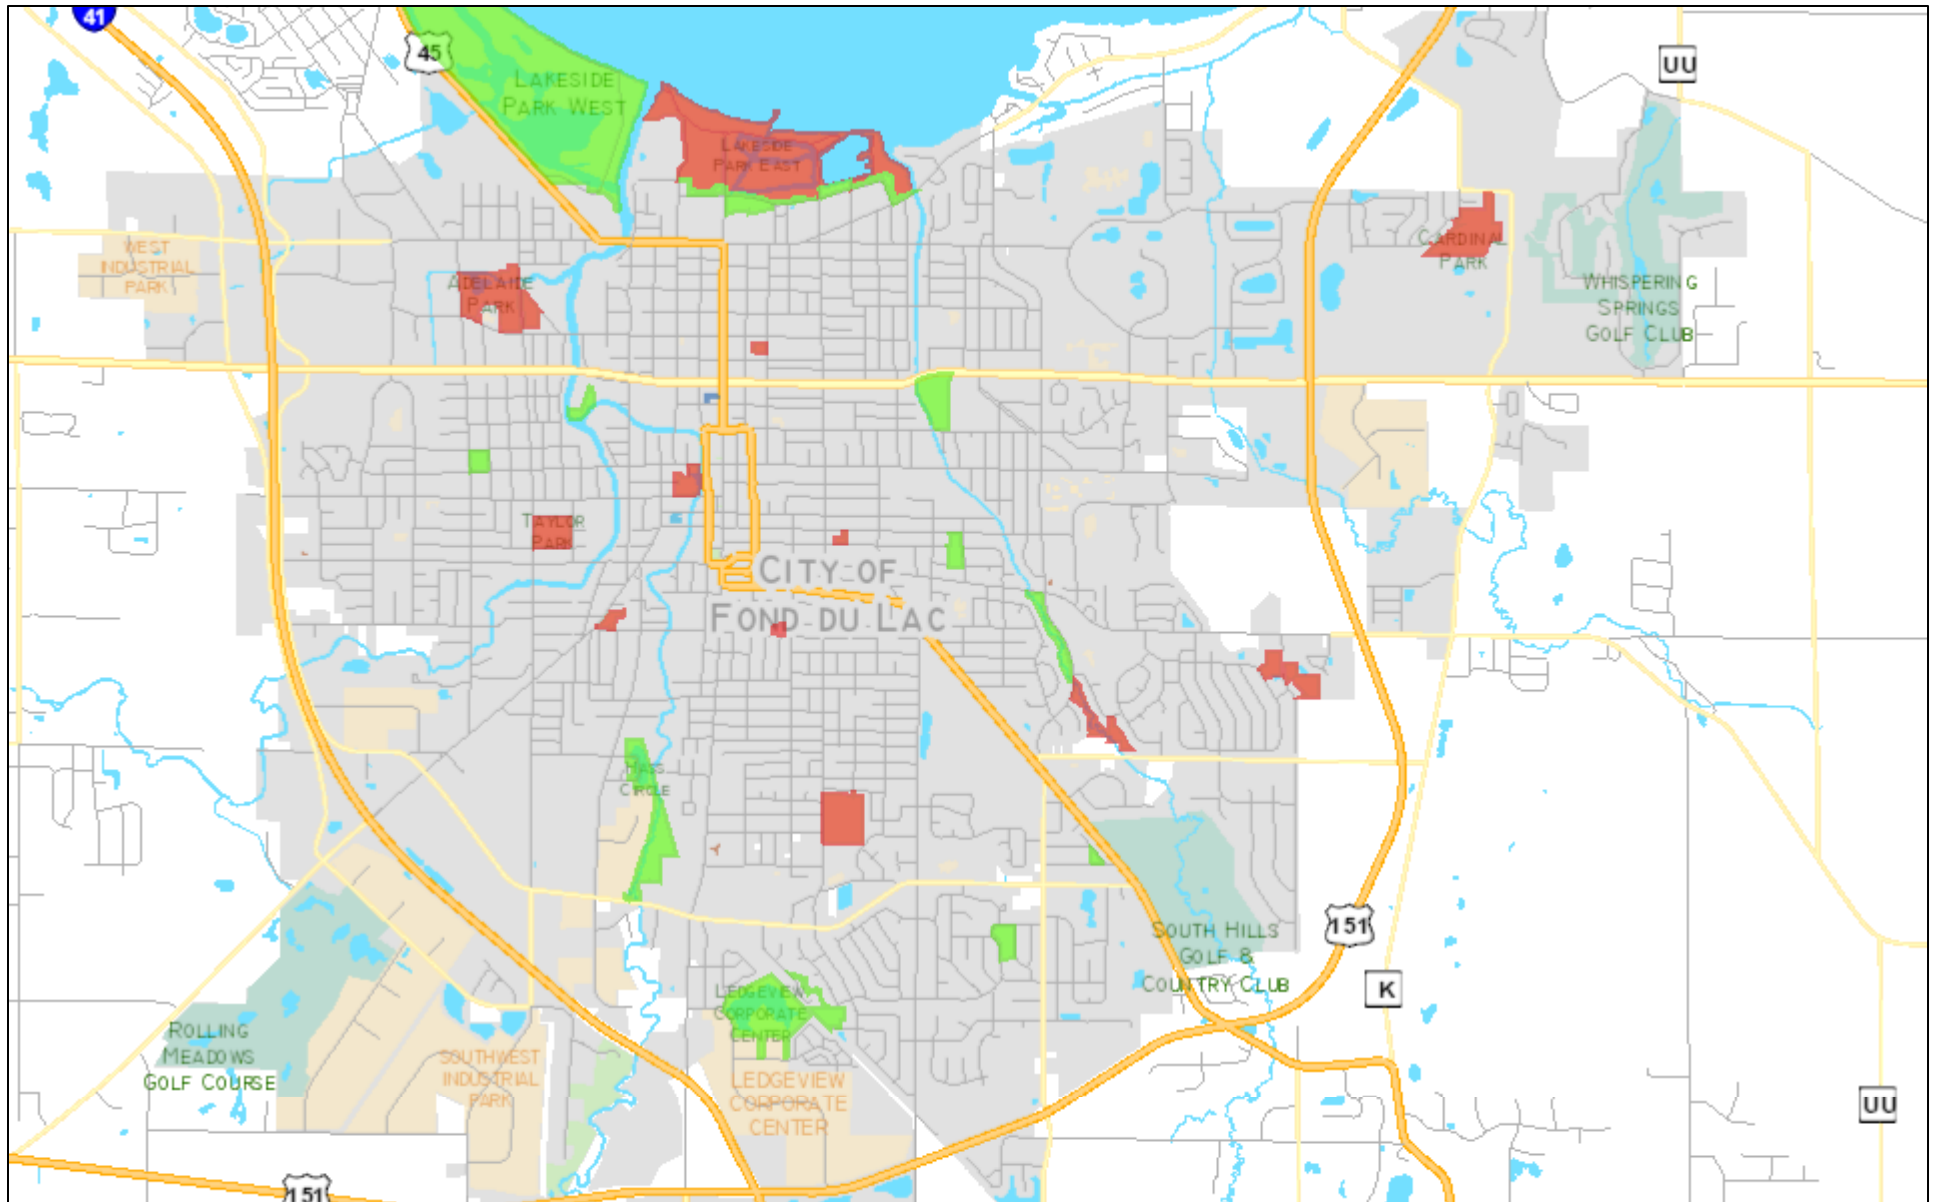 41
45
UU
LAKESIDE
PARK WEST
LAKESIDE
PARK EAST
WEST
INDUSTRIAL
PARK
ADELAIDE
PARK
CARDINAL
PARK
WHISPERING
SPRINGS
GOLF CLUB
TAYLOR
PARK
CITY OF
FOND DU LAC
HASS
CIRCLE
SOUTH HILLS
GOLF &
COUNTRY CLUB
151
K
LEDGEVIEW
CORPORATE
CENTER
ROLLING
MEADOWS
GOLF COURSE
SOUTHWEST
INDUSTRIAL
PARK
LEDGEVIEW
CORPORATE
CENTER
UU
151